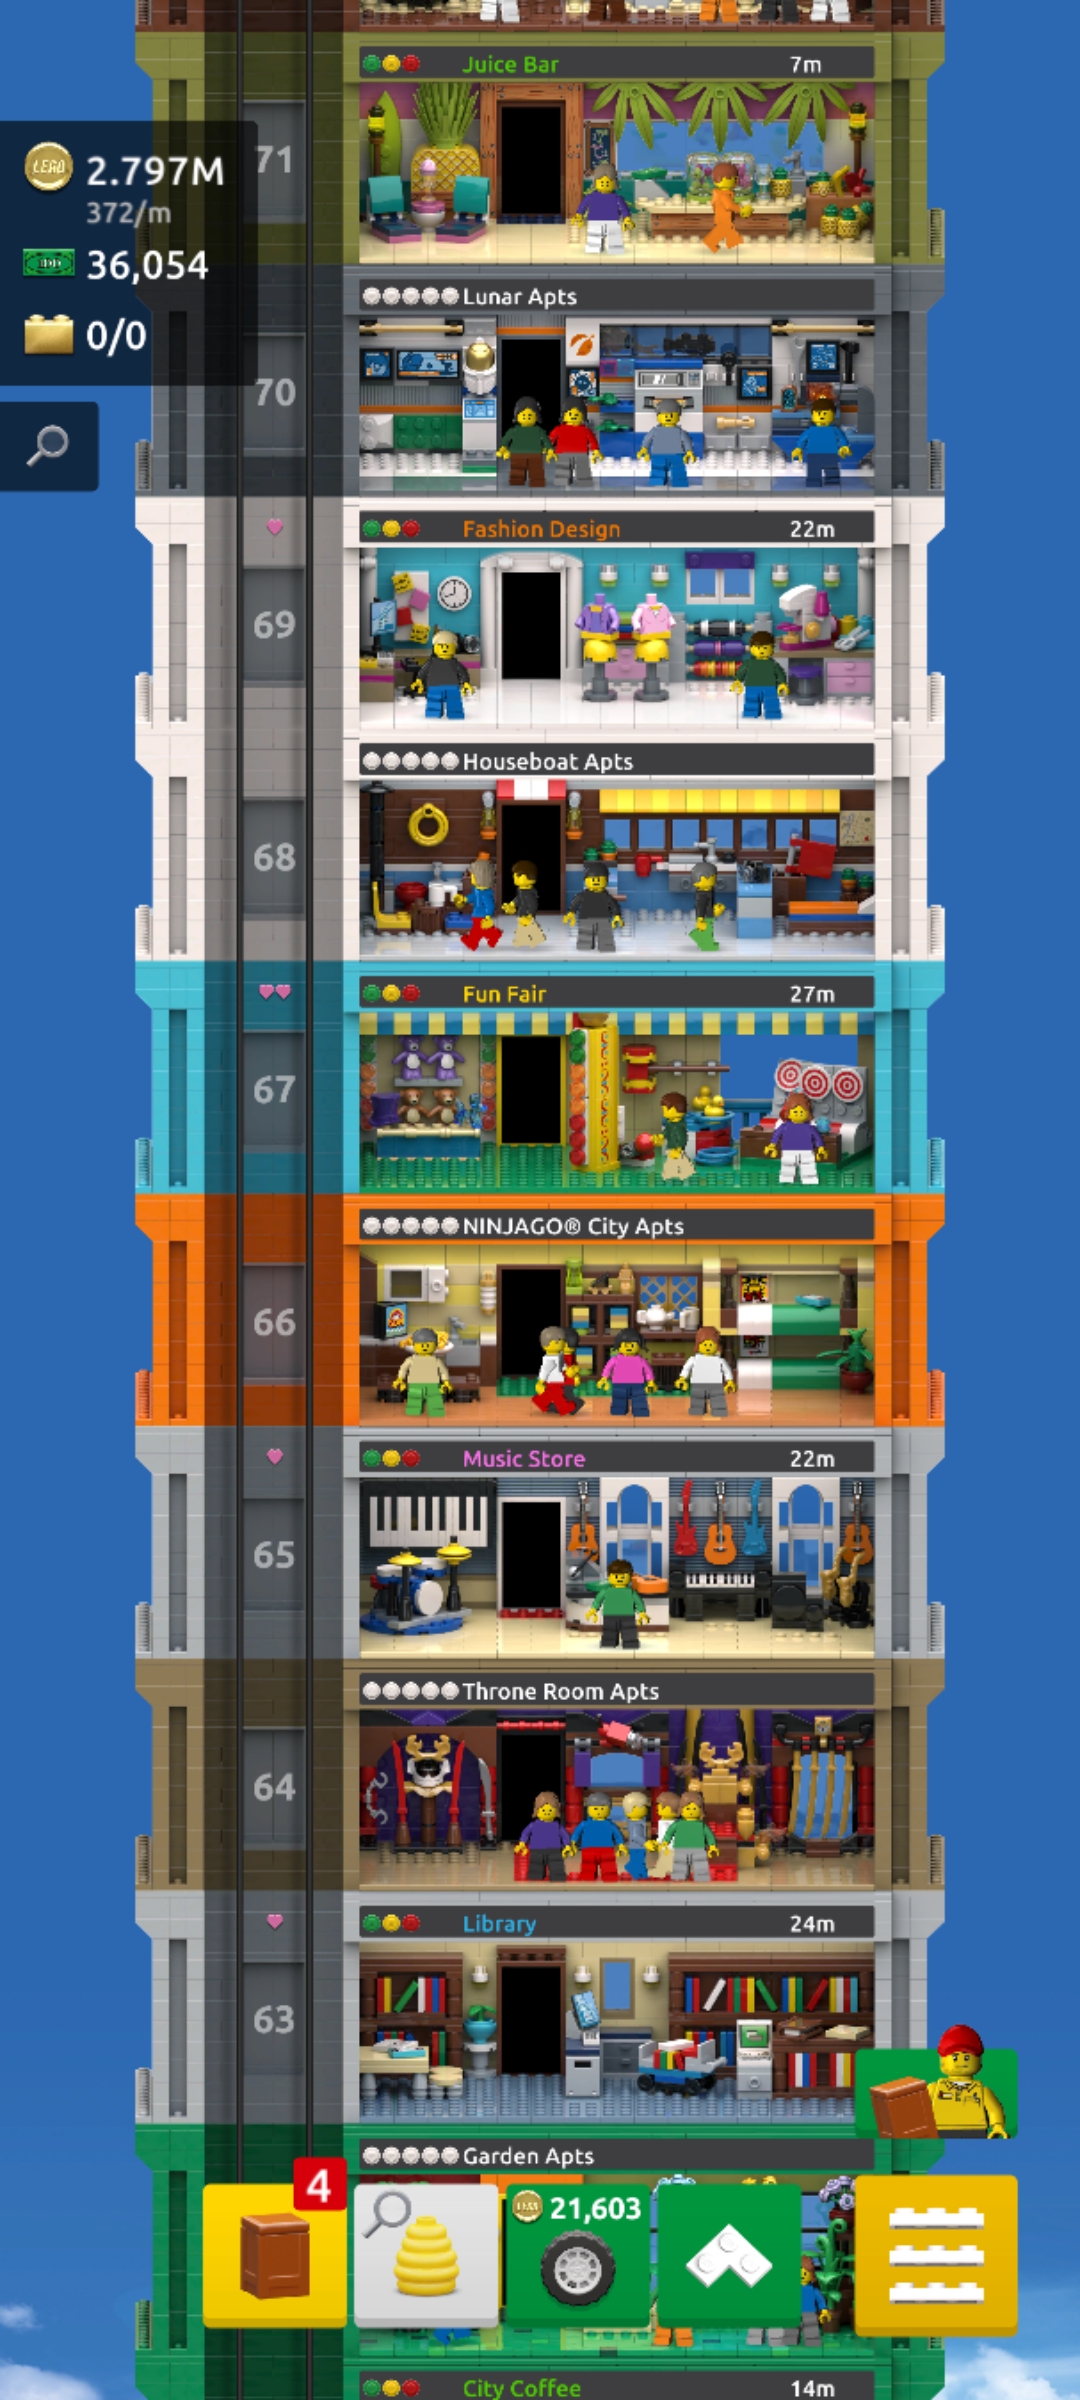 Juice Bar 7m
71
LEGO 2.797M
372/m
36,054
0/0
Lunar Apts
70
Fashion Design 22m
69
Houseboat Apts
68
Fun Fair 27m
67
NINJAGO® City Apts
66
Music Store 22m
65
Throne Room Apts
64
Library 24m
63
Garden Apts
4
21,603
City Coffee 14m